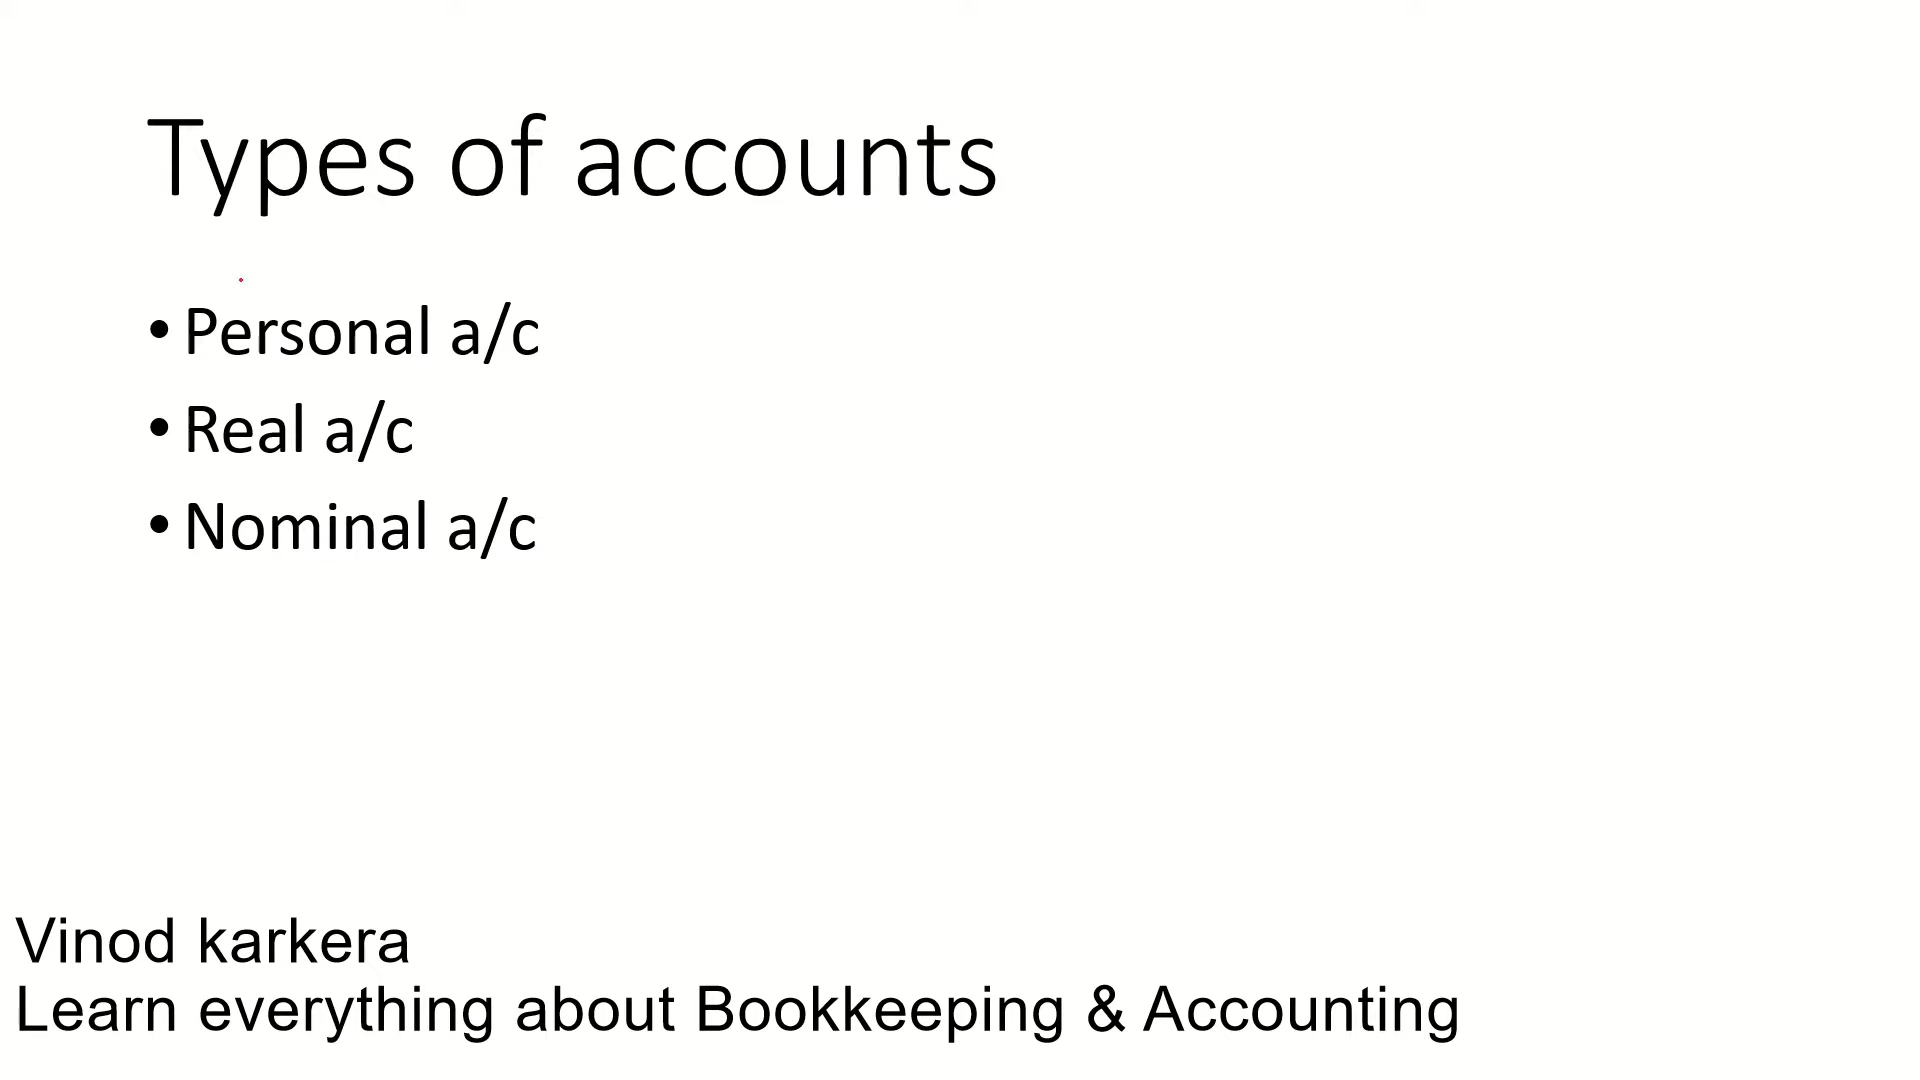 Types of accounts
• Personal a/c
• Real a/c
• Nominal a/c
Vinod karkera
Learn everything about Bookkeeping & Accounting